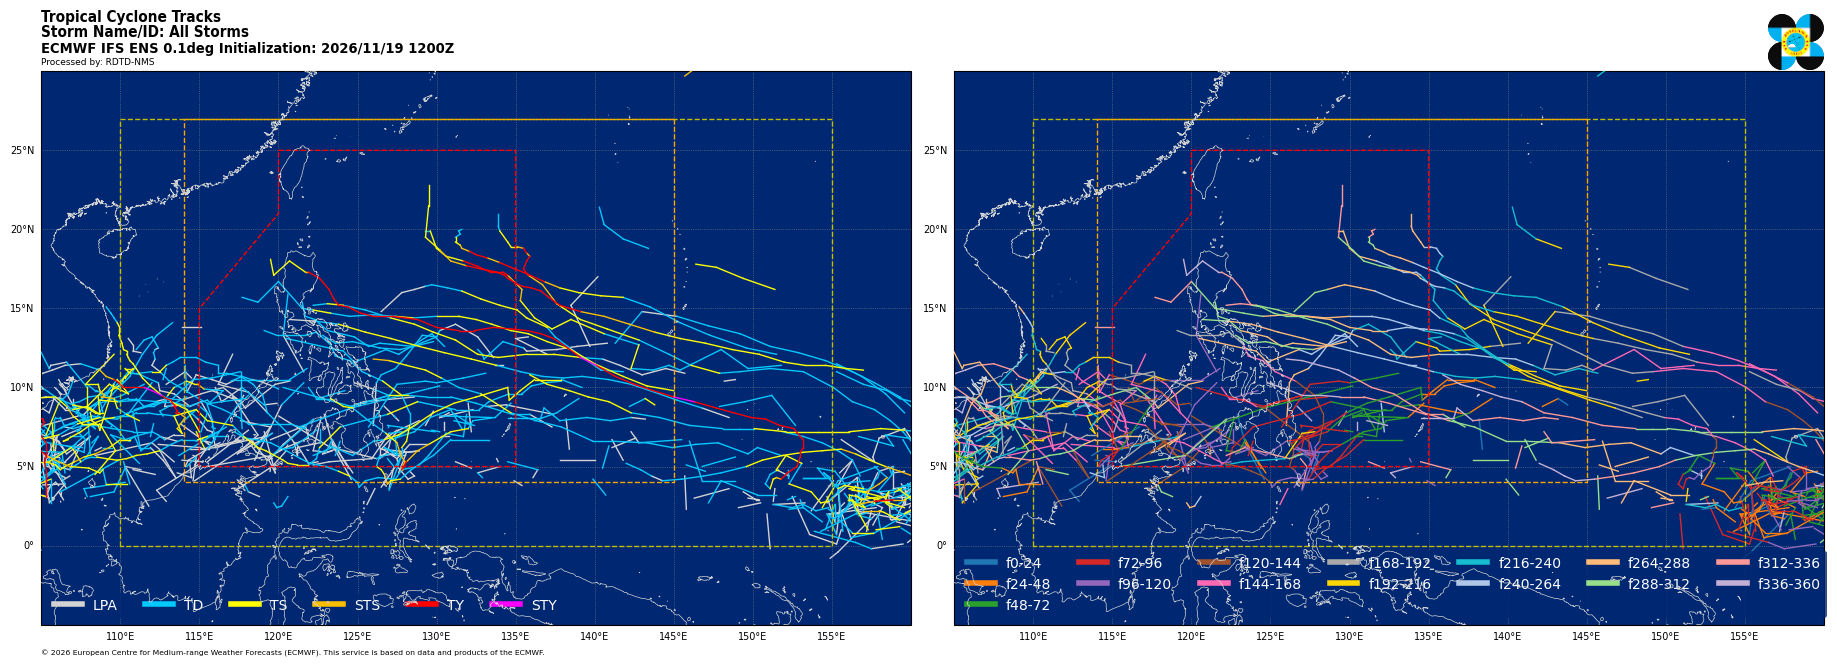 Tropical Cyclone Tracks
Storm Name/ID: All Storms
ECMWF IFS ENS 0.1deg Initialization: 2026/11/19 1200Z
Processed by: RDTD-NMS
25°N
20°N
15°N
10°N
5°N
0°
LPA TD TS STS TY STY
110°E 115°E 120°E 125°E 130°E 135°E 140°E 145°E 150°E 155°E
25°N
20°N
15°N
10°N
5°N
0°
f0-24 f72-96 f120-144 f168-192 f216-240 f264-288 f312-336
f24-48 f96-120 f144-168 f192-216 f240-264 f288-312 f336-360
f48-72
110°E 115°E 120°E 125°E 130°E 135°E 140°E 145°E 150°E 155°E
© 2026 European Centre for Medium-range Weather Forecasts (ECMWF). This service is based on data and products of the ECMWF.